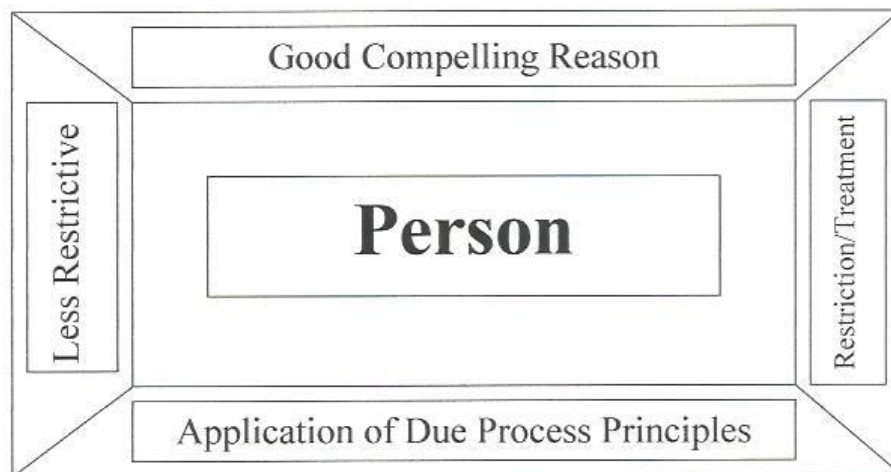 Good Compelling Reason
Less Restrictive
Person
Restriction/Treatment
Application of Due Process Principles